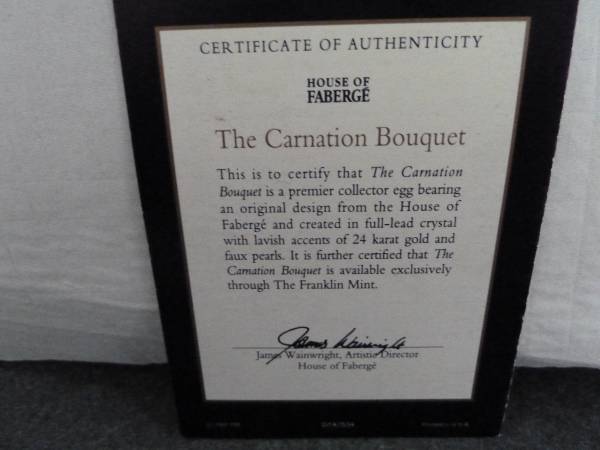 CERTIFICATE OF AUTHENTICITY
HOUSE OF
FABERGÉ
The Carnation Bouquet
This is to certify that The Carnation
Bouquet is a premier collector egg bearing
an original design from the House of
Fabergé and created in full-lead crystal
with lavish accents of 24 karat gold and
faux pearls. It is further certified that The
Carnation Bouquet is available exclusively
through The Franklin Mint.
James Wainwright
James Wainwright, Artistic Director
House of Fabergé